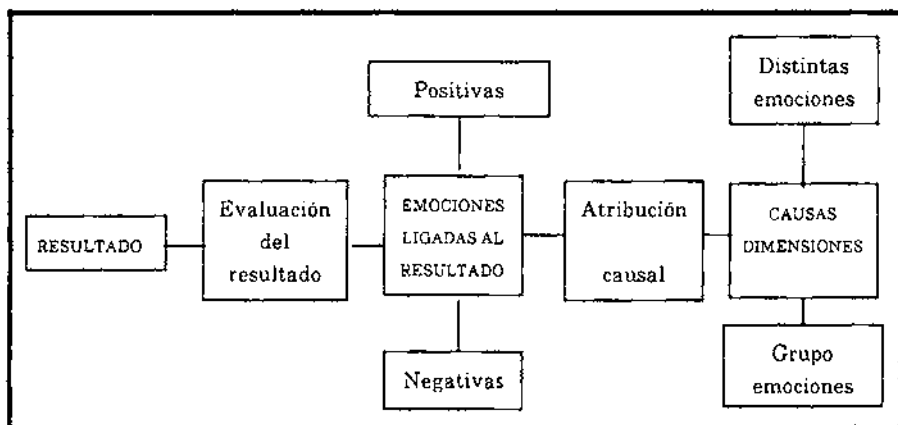 Positivas
Distintas
emociones
RESULTADO
Evaluación
del
resultado
EMOCIONES
LIGADAS AL
RESULTADO
Atribución
causal
CAUSAS
DIMENSIONES
Negativas
Grupo
emociones